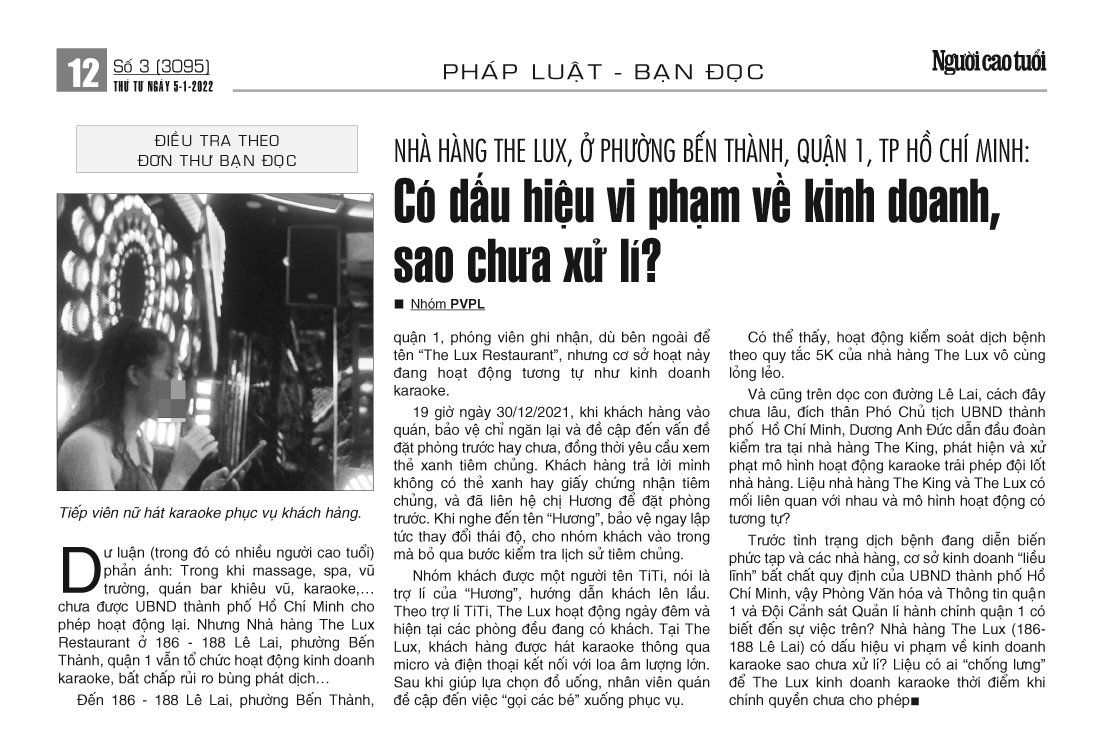 12
Số 3 (3095)
THỨ TƯ NGÀY 5-1-2022
PHÁP LUẬT - BẠN ĐỌC
Người cao tuổi
ĐIỀU TRA THEO
ĐƠN THƯ BẠN ĐỌC
NHÀ HÀNG THE LUX, Ở PHƯỜNG BẾN THÀNH, QUẬN 1, TP HỒ CHÍ MINH:
Có dấu hiệu vi phạm về kinh doanh,
sao chưa xử lí?
■ Nhóm PVPL
Tiếp viên nữ hát karaoke phục vụ khách hàng.
Dư luận (trong đó có nhiều người cao tuổi)
phản ánh: Trong khi massage, spa, vũ
trường, quán bar khiêu vũ, karaoke,…
chưa được UBND thành phố Hồ Chí Minh cho
phép hoạt động lại. Nhưng Nhà hàng The Lux
Restaurant ở 186 - 188 Lê Lai, phường Bến
Thành, quận 1 vẫn tổ chức hoạt động kinh doanh
karaoke, bất chấp rủi ro bùng phát dịch…
Đến 186 - 188 Lê Lai, phường Bến Thành,
quận 1, phóng viên ghi nhận, dù bên ngoài để
tên “The Lux Restaurant”, nhưng cơ sở hoạt này
đang hoạt động tương tự như kinh doanh
karaoke.
19 giờ ngày 30/12/2021, khi khách hàng vào
quán, bảo vệ chỉ ngăn lại và đề cập đến vấn đề
đặt phòng trước hay chưa, đồng thời yêu cầu xem
thẻ xanh tiêm chủng. Khách hàng trả lời mình
không có thẻ xanh hay giấy chứng nhận tiêm
chủng, và đã liên hệ chị Hương để đặt phòng
trước. Khi nghe đến tên “Hương”, bảo vệ ngay lập
tức thay đổi thái độ, cho nhóm khách vào trong
mà bỏ qua bước kiểm tra lịch sử tiêm chủng.
Nhóm khách được một người tên TiTi, nói là
trợ lí của “Hương”, hướng dẫn khách lên lầu.
Theo trợ lí TiTi, The Lux hoạt động ngày đêm và
hiện tại các phòng đều đang có khách. Tại The
Lux, khách hàng được hát karaoke thông qua
micro và điện thoại kết nối với loa âm lượng lớn.
Sau khi giúp lựa chọn đồ uống, nhân viên quán
đề cập đến việc “gọi các bé” xuống phục vụ.
Có thể thấy, hoạt động kiểm soát dịch bệnh
theo quy tắc 5K của nhà hàng The Lux vô cùng
lỏng lẻo.
Và cũng trên dọc con đường Lê Lai, cách đây
chưa lâu, đích thân Phó Chủ tịch UBND thành
phố Hồ Chí Minh, Dương Anh Đức dẫn đầu đoàn
kiểm tra tại nhà hàng The King, phát hiện và xử
phạt mô hình hoạt động karaoke trái phép đội lốt
nhà hàng. Liệu nhà hàng The King và The Lux có
mối liên quan với nhau và mô hình hoạt động có
tương tự?
Trước tình trạng dịch bệnh đang diễn biến
phức tạp và các nhà hàng, cơ sở kinh doanh “liều
lĩnh” bất chất quy định của UBND thành phố Hồ
Chí Minh, vậy Phòng Văn hóa và Thông tin quận
1 và Đội Cảnh sát Quản lí hành chính quận 1 có
biết đến sự việc trên? Nhà hàng The Lux (186-
188 Lê Lai) có dấu hiệu vi phạm về kinh doanh
karaoke sao chưa xử lí? Liệu có ai “chống lưng”
để The Lux kinh doanh karaoke thời điểm khi
chính quyền chưa cho phép■